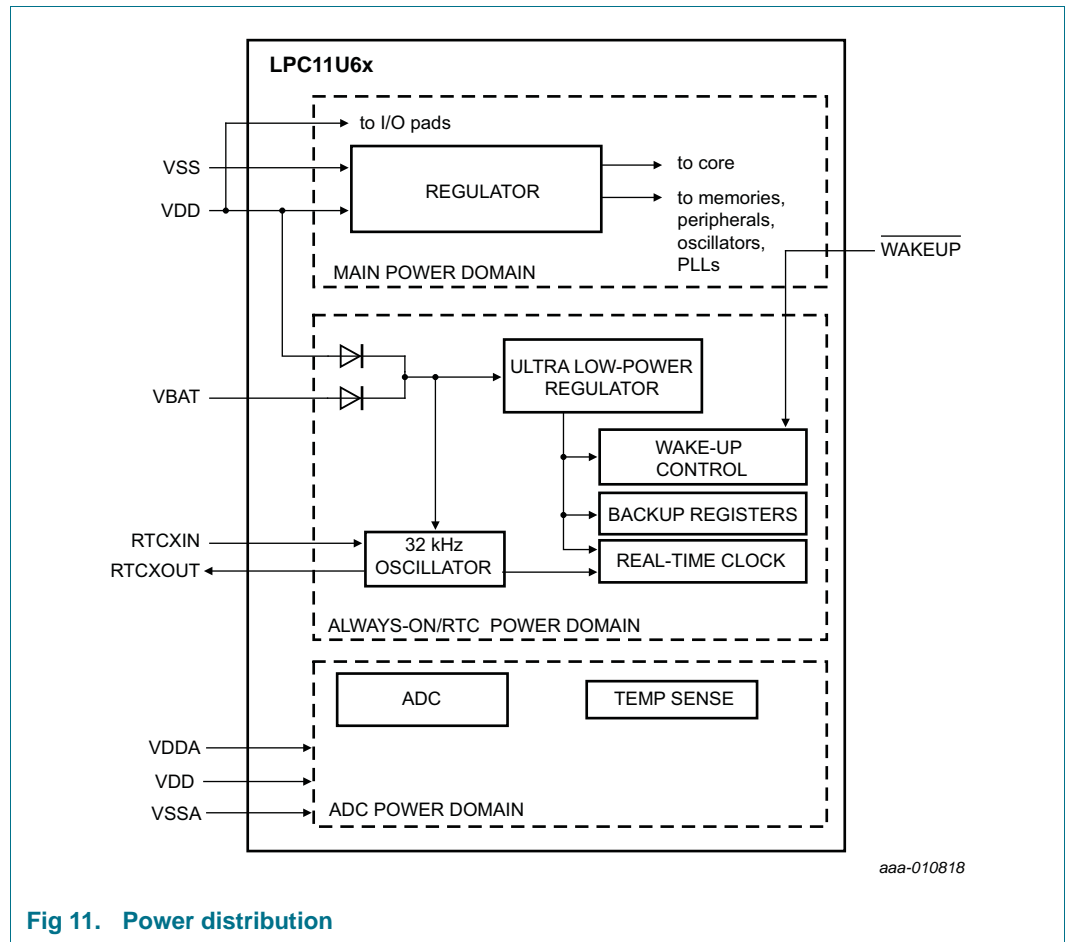 LPC11U6x
to I/O pads
VSS
REGULATOR
to core
VDD
to memories,
peripherals,
oscillators,
PLLs
WAKEUP
MAIN POWER DOMAIN
ULTRA LOW-POWER
REGULATOR
VBAT
WAKE-UP
CONTROL
BACKUP REGISTERS
RTCXIN
RTCXOUT
32 kHz
OSCILLATOR
REAL-TIME CLOCK
ALWAYS-ON/RTC POWER DOMAIN
ADC
TEMP SENSE
VDDA
VDD
VSSA
ADC POWER DOMAIN
aaa-010818
Fig 11. Power distribution